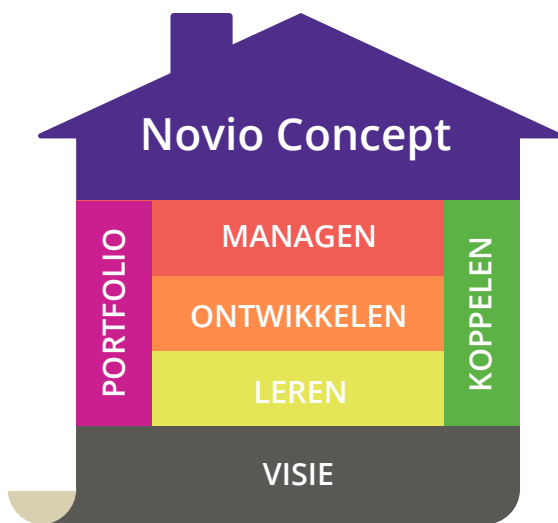 Novio Concept
PORTFOLIO
MANAGEN
ONTWIKKELEN
LEREN
KOPPELEN
VISIE